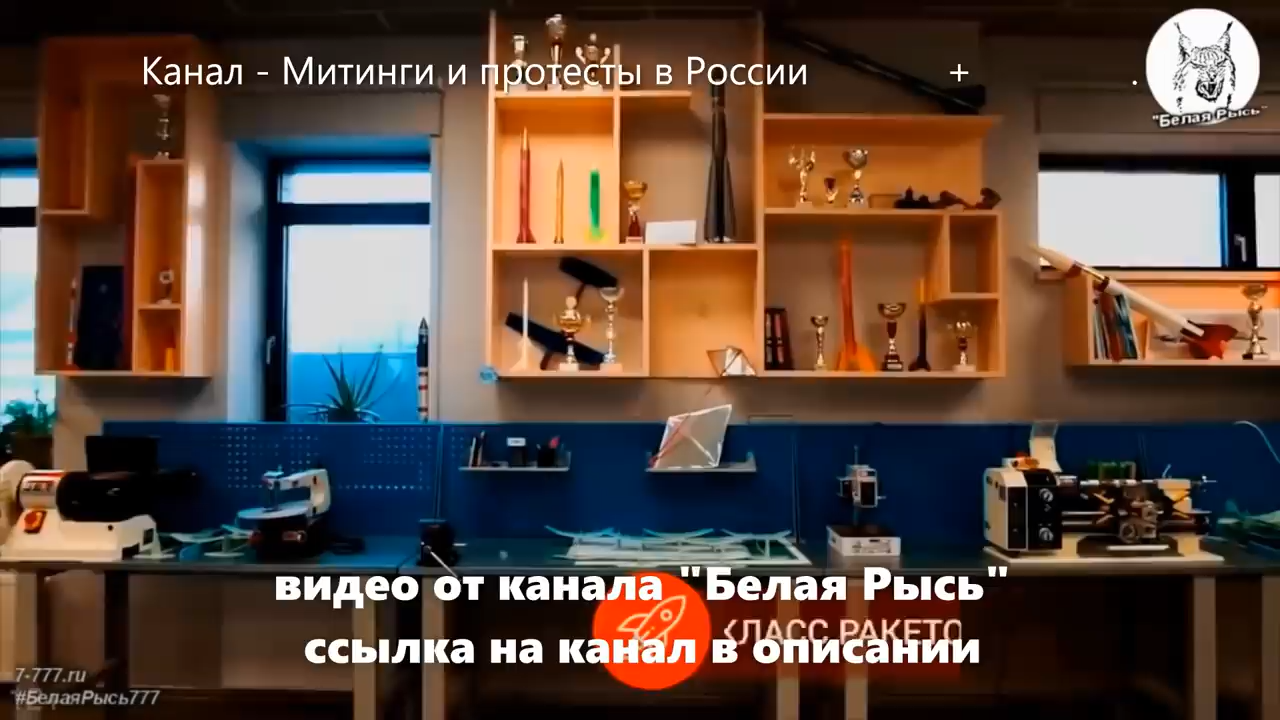 Канал - Митинги и протесты в России + .
"Белая Рысь"
видео от канала "Белая Рысь"
КЛАСС РАКЕТО
ссылка на канал в описании
7-777.ru
#БелаяРысь777